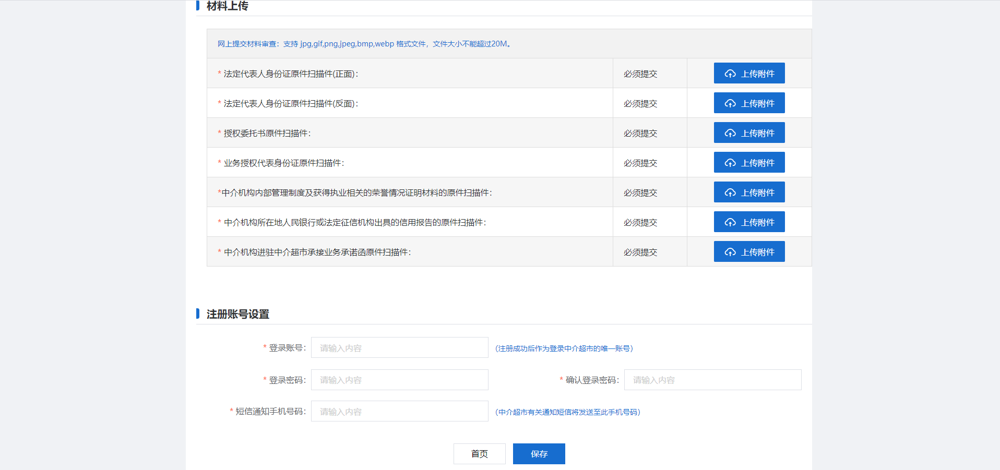 材料上传
网上提交材料审查：支持 jpg,gif,png,jpeg,bmp,webp 格式文件，文件大小不能超过20M。
* 法定代表人身份证原件扫描件(正面)： 必须提交 上传附件
* 法定代表人身份证原件扫描件(反面)： 必须提交 上传附件
* 授权委托书原件扫描件： 必须提交 上传附件
* 业务授权代表身份证原件扫描件： 必须提交 上传附件
*中介机构内部管理制度及获得执业相关的荣誉情况证明材料的原件扫描件： 必须提交 上传附件
* 中介机构所在地人民银行或法定征信机构出具的信用报告的原件扫描件： 必须提交 上传附件
* 中介机构进驻中介超市承接业务承诺函原件扫描件： 必须提交 上传附件
注册账号设置
* 登录账号： 请输入内容 （注册成功后作为登录中介超市的唯一账号）
* 登录密码： 请输入内容 * 确认登录密码： 请输入内容
* 短信通知手机号码： 请输入内容 （中介超市有关通知短信将发送至此手机号码）
首页 保存